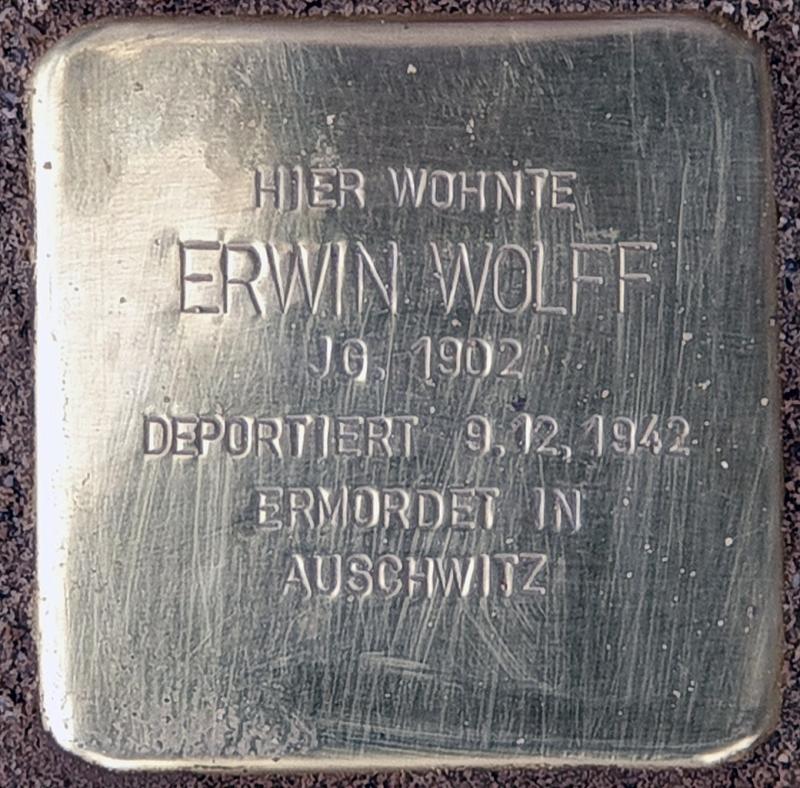 HIER WOHNTE
ERWIN WOLFF
JG. 1902
DEPORTIERT 9.12.1942
ERMORDET IN
AUSCHWITZ